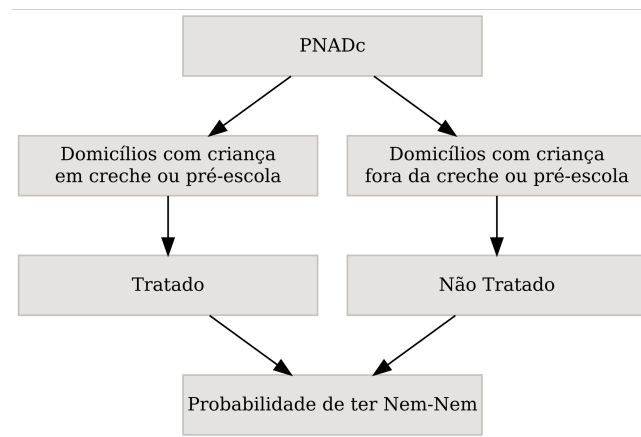 PNADc
Domicílios com criança
em creche ou pré-escola
Domicílios com criança
fora da creche ou pré-escola
Tratado
Não Tratado
Probabilidade de ter Nem-Nem